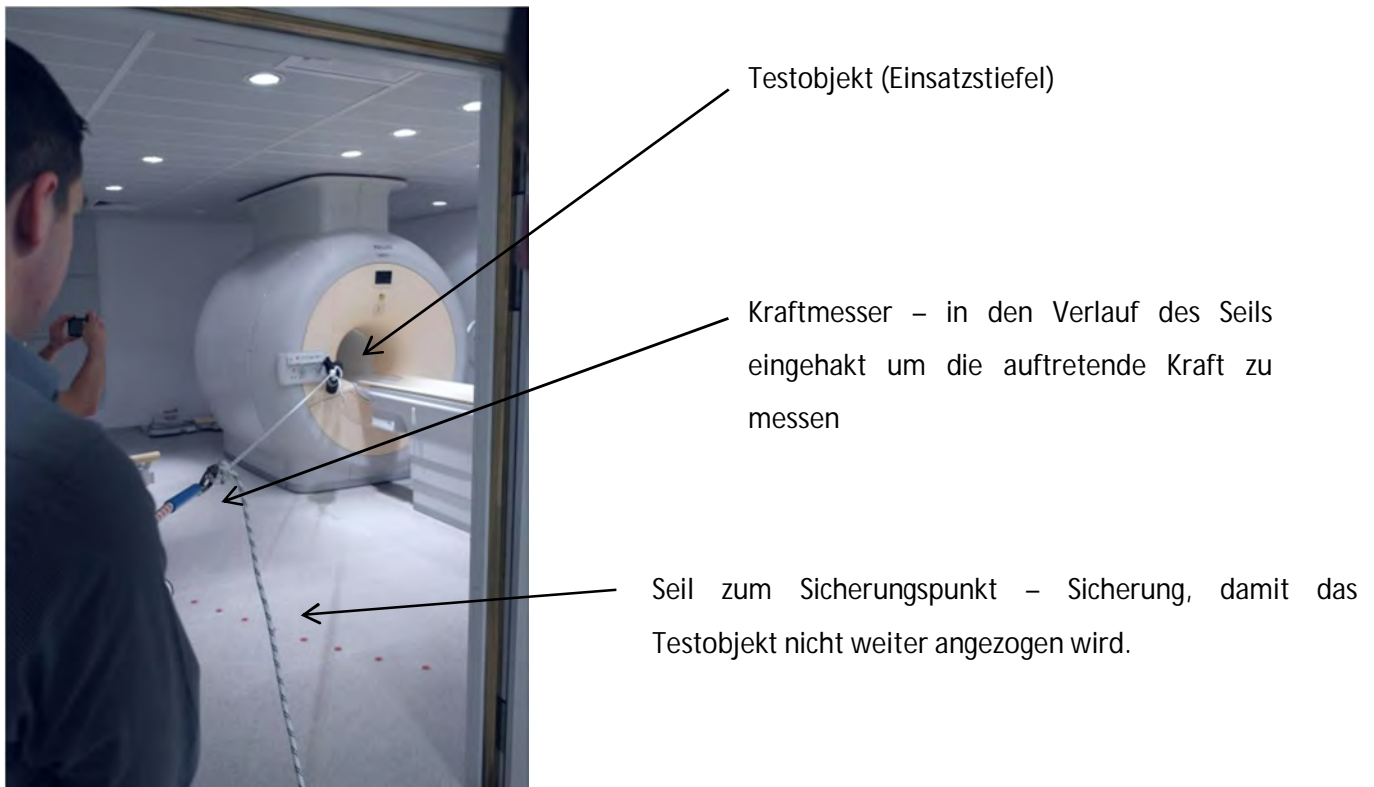 Testobjekt (Einsatzstiefel)
Kraftmesser – in den Verlauf des Seils
eingehakt um die auftretende Kraft zu
messen
Seil zum Sicherungspunkt – Sicherung, damit das
Testobjekt nicht weiter angezogen wird.